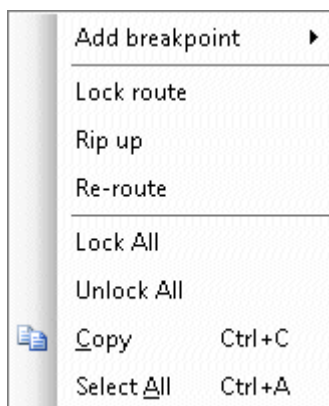 Add breakpoint
Lock route
Rip up
Re-route
Lock All
Unlock All
Copy Ctrl+C
Select All Ctrl+A